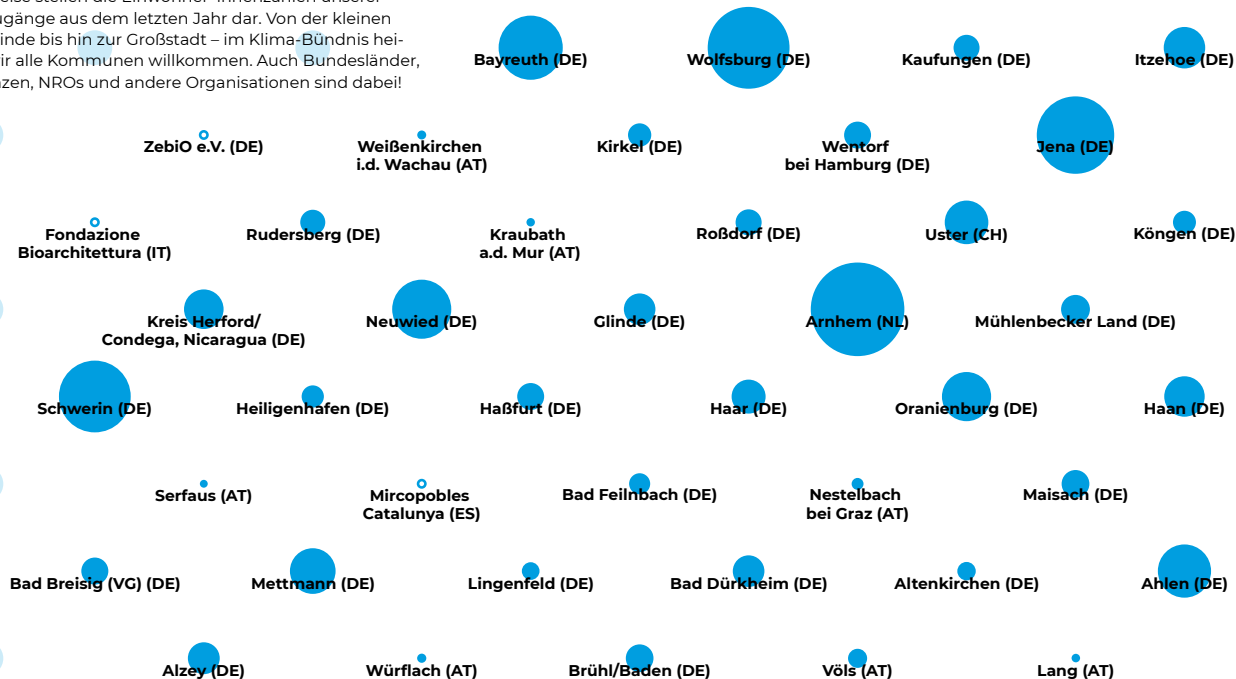 ugänge aus dem letzten Jahr dar. Von der kleinen
inde bis hin zur Großstadt – im Klima-Bündnis hei-
ir alle Kommunen willkommen. Auch Bundesländer,
zen, NROs und andere Organisationen sind dabei!
Bayreuth (DE)
Wolfsburg (DE)
Kaufungen (DE)
Itzehoe (DE)
ZebiO e.V. (DE)
Weißenkirchen
i.d. Wachau (AT)
Kirkel (DE)
Wentorf
bei Hamburg (DE)
Jena (DE)
Fondazione
Bioarchitettura (IT)
Rudersberg (DE)
Kraubath
a.d. Mur (AT)
Roßdorf (DE)
Uster (CH)
Köngen (DE)
Kreis Herford/
Condega, Nicaragua (DE)
Neuwied (DE)
Glinde (DE)
Arnhem (NL)
Mühlenbecker Land (DE)
Schwerin (DE)
Heiligenhafen (DE)
Haßfurt (DE)
Haar (DE)
Oranienburg (DE)
Haan (DE)
Serfaus (AT)
Mircopobles
Catalunya (ES)
Bad Feilnbach (DE)
Nestelbach
bei Graz (AT)
Maisach (DE)
Bad Breisig (VG) (DE)
Mettmann (DE)
Lingenfeld (DE)
Bad Dürkheim (DE)
Altenkirchen (DE)
Ahlen (DE)
Alzey (DE)
Würflach (AT)
Brühl/Baden (DE)
Völs (AT)
Lang (AT)